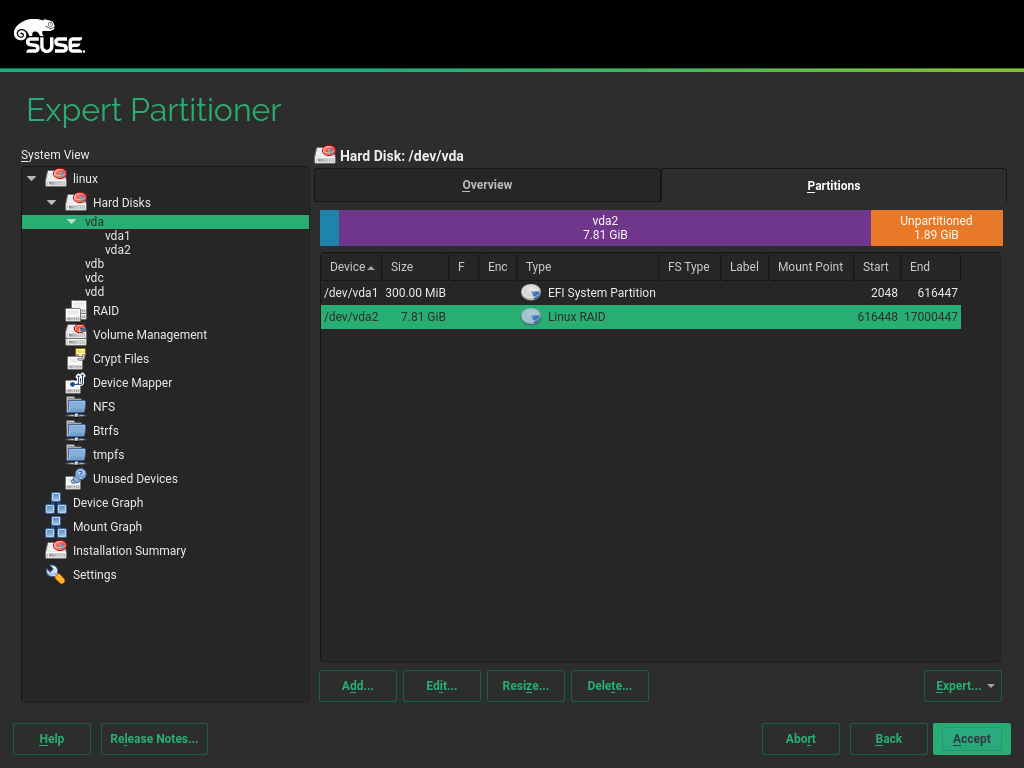 SUSE.
Expert Partitioner
System View
linux
Hard Disks
vda
vda1
vda2
vdb
vdc
vdd
RAID
Volume Management
Crypt Files
Device Mapper
NFS
Btrfs
tmpfs
Unused Devices
Device Graph
Mount Graph
Installation Summary
Settings
Hard Disk: /dev/vda
Overview Partitions
vda2 Unpartitioned
7.81 GiB 1.89 GiB
Device Size F Enc Type FS Type Label Mount Point Start End
/dev/vda1 300.00 MiB EFI System Partition 2048 616447
/dev/vda2 7.81 GiB Linux RAID 616448 17000447
Add... Edit... Resize... Delete... Expert...
Help Release Notes... Abort Back Accept